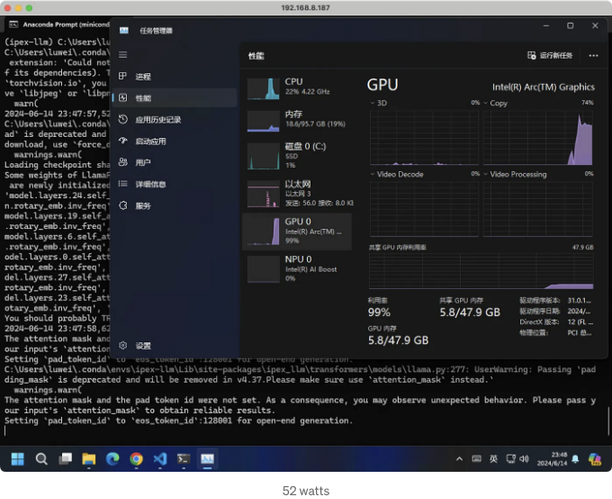 192.168.8.187
Anaconda Prompt (minicond
任务管理器
(ipex-llm) C:\Users\lu
C:\Users\luwei\.conda\
extension: 'Could not
f its dependencies). T
'torchvision.io', you
ve 'libjpeg' or 'libpn
warn(
2024-06-14 23:47:57,52
C:\Users\luwei\.conda\
ad' is deprecated and
download, use 'force_d
warnings.warn(
Loading checkpoint sha
Some weights of LlamaF
are newly initialized
'model.layers.24.self_
n.rotary_emb.inv_freq'
model.layers.19.self_a
.rotary_emb.inv_freq',
model.layers.6.self_at
rotary_emb.inv_freq',
odel.layers.0.self_att
rotary_emb.inv_freq',
del.layers.27.self_att
rotary_emb.inv_freq',
del.layers.23.self_att
otary_emb.inv_freq', '
You should probably TR
2024-06-14 23:47:58,62
The attention mask and
our input's 'attention
Setting 'pad_token_id' to 'eos_token_id':128001 for open-end generation.
C:\Users\luwei\.conda\envs\ipex-llm\Lib\site-packages\ipex_llm\transformers\models\llama.py:277: UserWarning: Passing 'pad
ding_mask' is deprecated and will be removed in v4.37.Please make sure use 'attention_mask' instead.'
warnings.warn(
The attention mask and the pad token id were not set. As a consequence, you may observe unexpected behavior. Please pass y
our input's 'attention_mask' to obtain reliable results.
Setting 'pad_token_id' to 'eos_token_id':128001 for open-end generation.
进程
性能
应用历史记录
启动应用
用户
详细信息
服务
设置
性能
运行新任务
CPU
22% 4.22 GHz
内存
18.6/95.7 GB (19%)
磁盘 0 (C:)
SSD
1%
以太网
以太网 3
发送: 56.0 接收: 8.0 KI
GPU 0
Intel(R) Arc(TM) ...
99%
NPU 0
Intel(R) AI Boost
0%
GPU
Intel(R) Arc(TM) Graphics
3D 0%
Copy 74%
Video Decode 0%
Video Processing 0%
共享 GPU 内存利用率 47.9 GB
利用率
99%
共享 GPU 内存
5.8/47.9 GB
GPU 内存
5.8/47.9 GB
驱动程序版本: 31.0.1...
驱动程序日期: 2024/...
DirectX 版本: 12 (FL ...
物理位置: PCI 总...
英
23:48
2024/6/14
52 watts